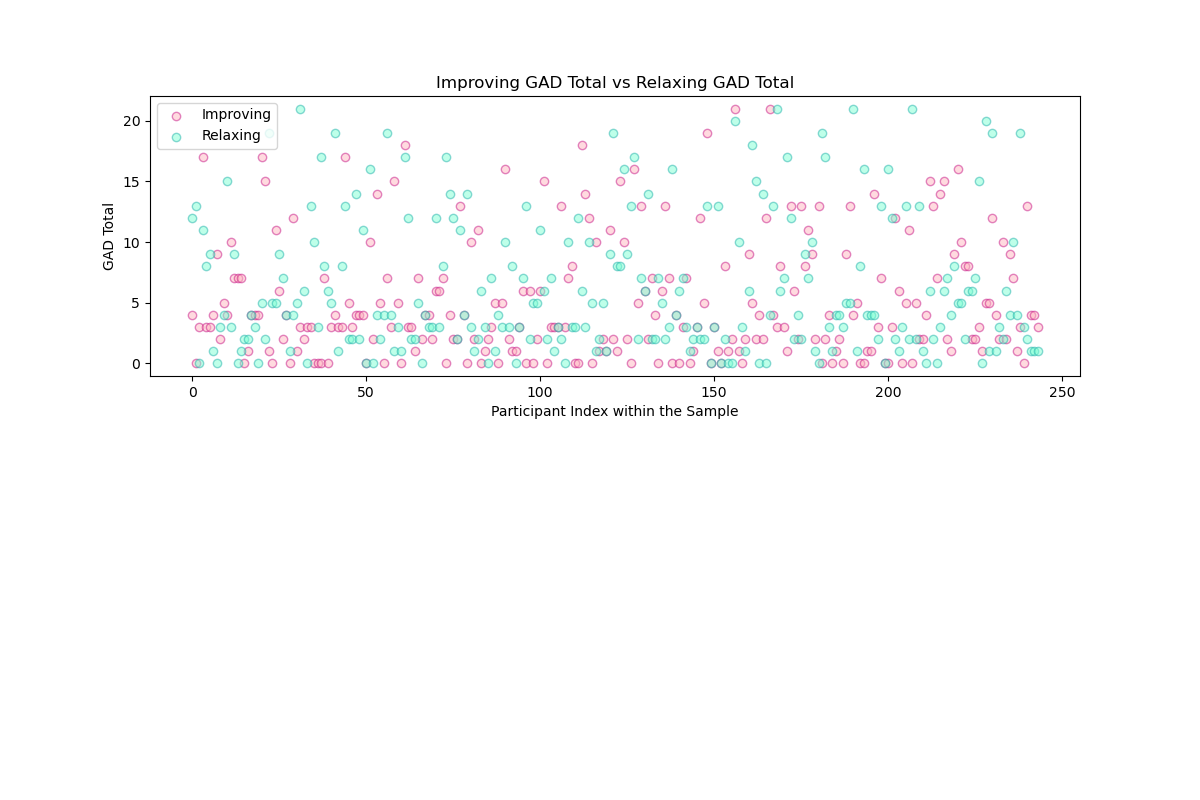 Improving GAD Total vs Relaxing GAD Total
Improving
Relaxing
20
15
10
5
0
GAD Total
0 50 100 150 200 250
Participant Index within the Sample